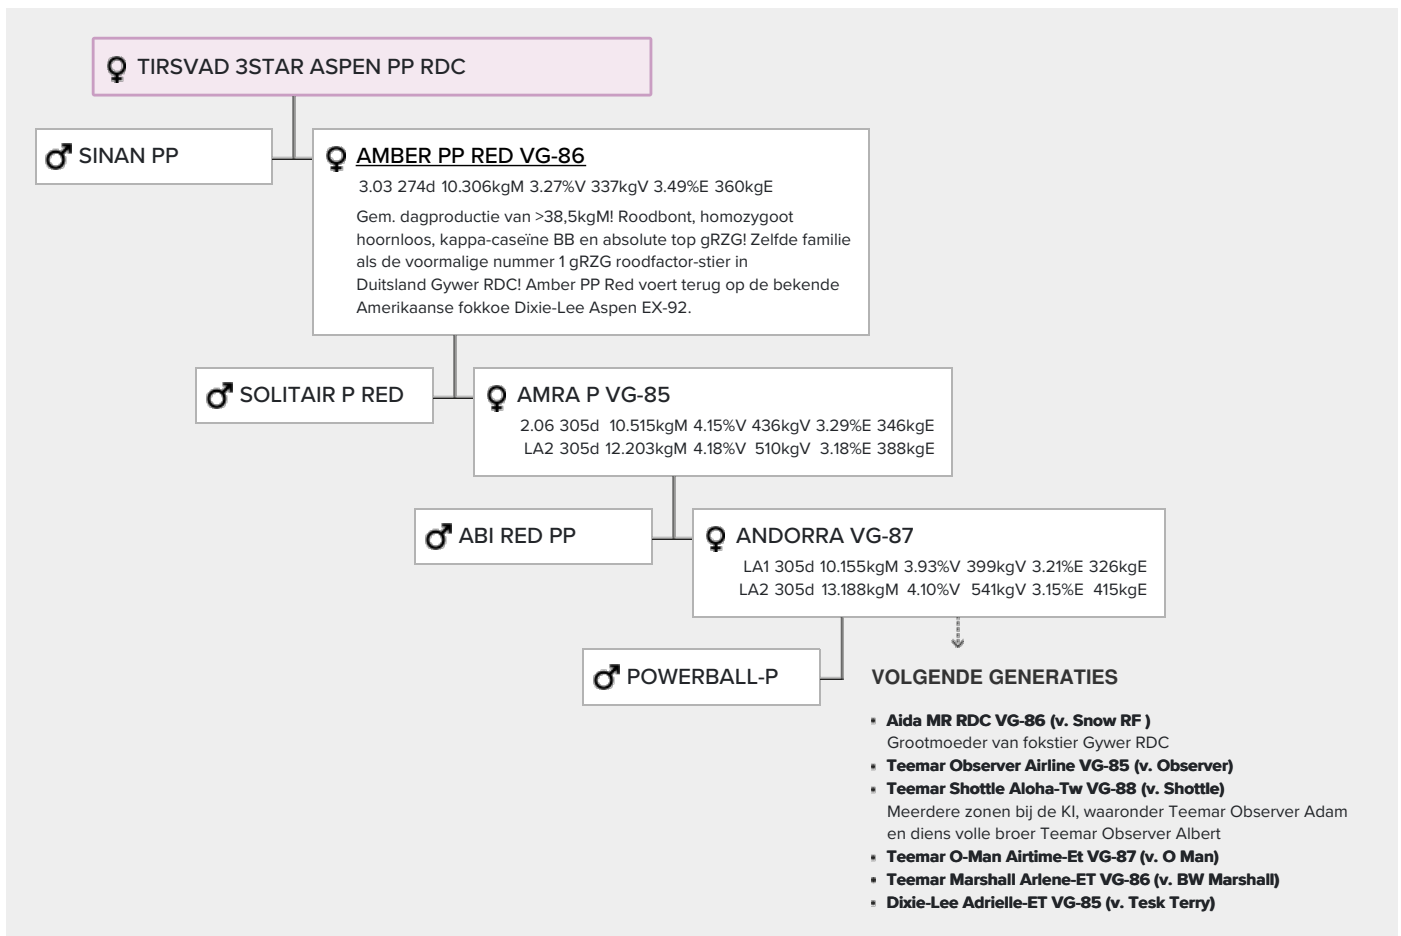 TIRSVAD 3STAR ASPEN PP RDC
SINAN PP
AMBER PP RED VG-86
3.03 274d 10.306kgM 3.27%V 337kgV 3.49%E 360kgE
Gem. dagproductie van >38,5kgM! Roodbont, homozygoot
hoornloos, kappa-caseïne BB en absolute top gRZG! Zelfde familie
als de voormalige nummer 1 gRZG roodfactor-stier in
Duitsland Gywer RDC! Amber PP Red voert terug op de bekende
Amerikaanse fokkoe Dixie-Lee Aspen EX-92.
SOLITAIR P RED
AMRA P VG-85
2.06 305d 10.515kgM 4.15%V 436kgV 3.29%E 346kgE
LA2 305d 12.203kgM 4.18%V 510kgV 3.18%E 388kgE
ABI RED PP
ANDORRA VG-87
LA1 305d 10.155kgM 3.93%V 399kgV 3.21%E 326kgE
LA2 305d 13.188kgM 4.10%V 541kgV 3.15%E 415kgE
POWERBALL-P
VOLGENDE GENERATIES
Aida MR RDC VG-86 (v. Snow RF )
Grootmoeder van fokstier Gywer RDC
Teemar Observer Airline VG-85 (v. Observer)
Teemar Shottle Aloha-Tw VG-88 (v. Shottle)
Meerdere zonen bij de KI, waaronder Teemar Observer Adam
en diens volle broer Teemar Observer Albert
Teemar O-Man Airtime-Et VG-87 (v. O Man)
Teemar Marshall Arlene-ET VG-86 (v. BW Marshall)
Dixie-Lee Adrielle-ET VG-85 (v. Tesk Terry)